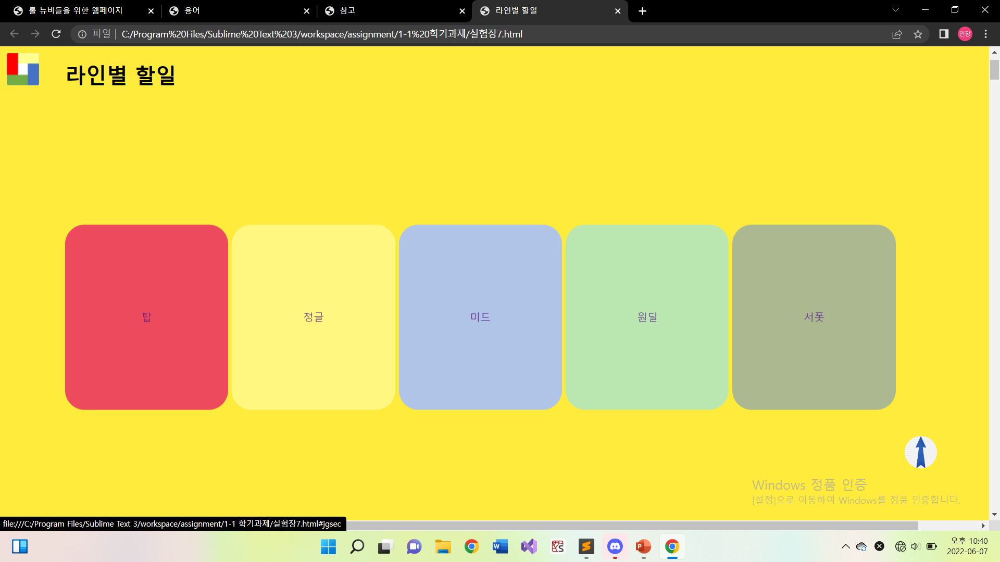 롤 뉴비들을 위한 웹페이지
용어
참고
라인별 할일
파일 | C:/Program%20Files/Sublime%20Text%203/workspace/assignment/1-1%20학기과제/실험장7.html
민장
라인별 할일
탑
정글
미드
원딜
서폿
Windows 정품 인증
[설정]으로 이동하여 Windows를 정품 인증합니다.
file:///C:/Program Files/Sublime Text 3/workspace/assignment/1-1 학기과제/실험장7.html#jgsec
오후 10:40
2022-06-07